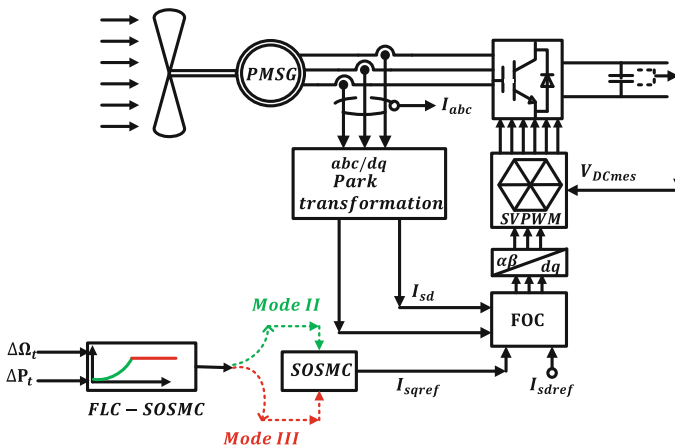 PMSG
I_abc
abc/dq
Park
transformation
V_DCmes
SVPWM
αβ
dq
I_sd
FOC
Mode II
ΔΩ_t
ΔP_t
SOSMC
I_sqref
I_sdref
FLC − SOSMC
Mode III